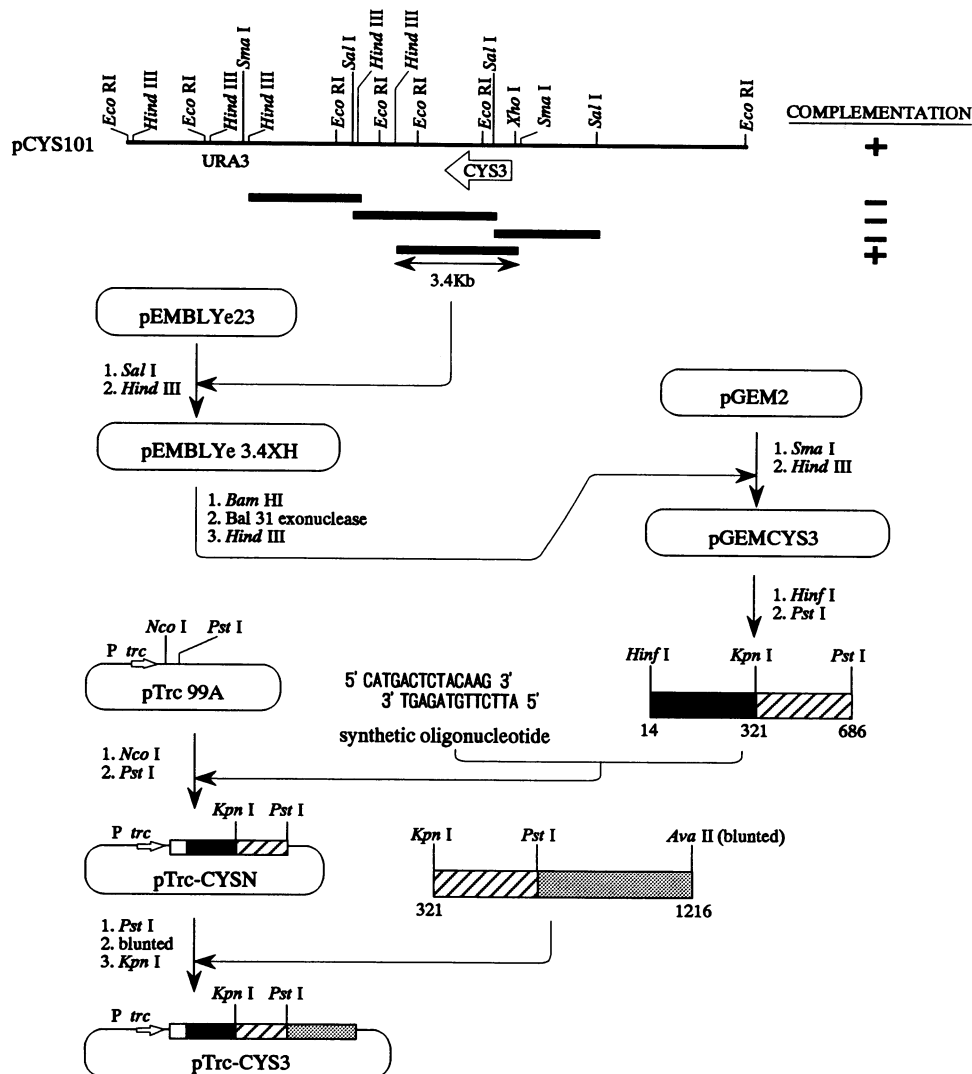 Eco RI
Hind III
Eco RI
Hind III
Sma I
Hind III
Eco RI
Sal I
Hind III
Eco RI
Hind III
Eco RI
Eco RI
Sal I
Xho I
Sma I
Sal I
Eco RI
COMPLEMENTATION
pCYS101
URA3
CYS3
+
−
−
−
+
3.4Kb
pEMBLYe23
1. Sal I
2. Hind III
pEMBLYe 3.4XH
1. Bam HI
2. Bal 31 exonuclease
3. Hind III
pGEM2
1. Sma I
2. Hind III
pGEMCYS3
1. Hinf I
2. Pst I
Hinf I
Kpn I
Pst I
14
321
686
Nco I
Pst I
P trc
pTrc 99A
5' CATGACTCTACAAG 3'
3' TGAGATGTTCTTA 5'
synthetic oligonucleotide
1. Nco I
2. Pst I
Kpn I
Pst I
P trc
pTrc-CYSN
Kpn I
Pst I
Ava II (blunted)
321
1216
1. Pst I
2. blunted
3. Kpn I
Kpn I
Pst I
P trc
pTrc-CYS3